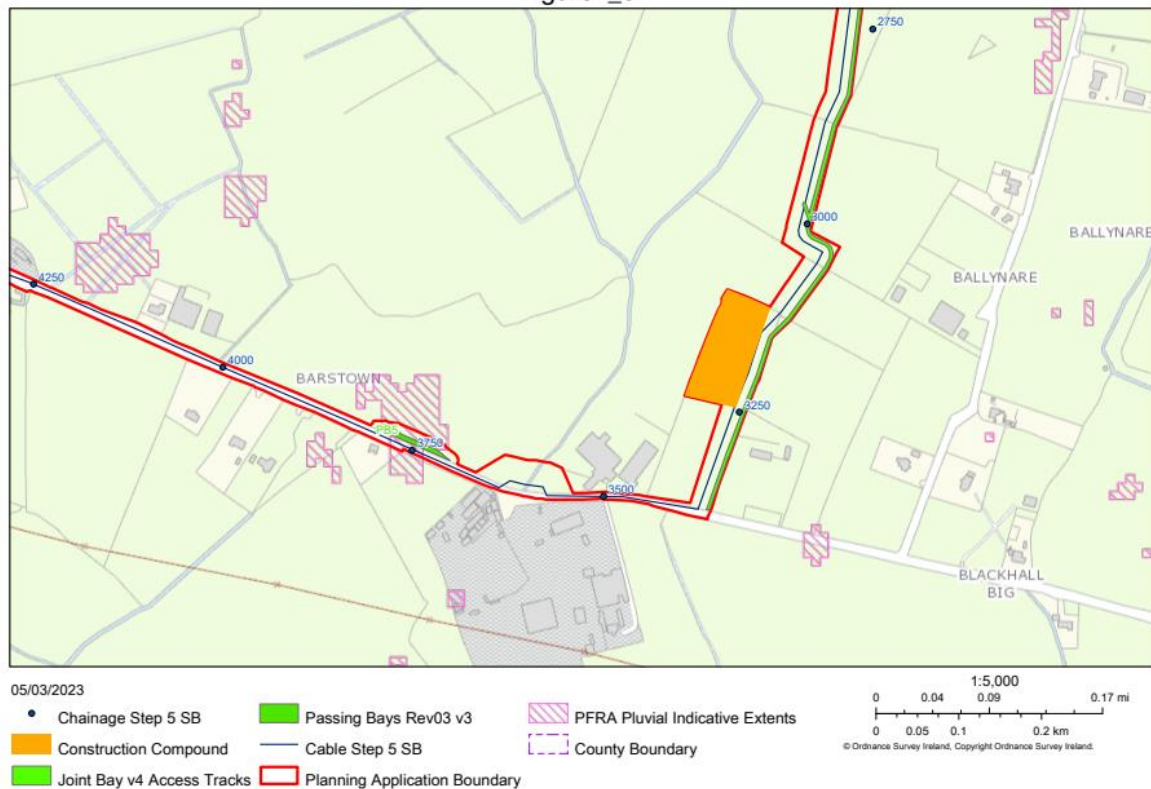 2750
3000
BALLYNARE
BALLYNARE
4250
4000
BARSTOWN
3250
PB5
3750
3500
BLACKHALL
BIG
05/03/2023
Chainage Step 5 SB
Construction Compound
Joint Bay v4 Access Tracks
Passing Bays Rev03 v3
Cable Step 5 SB
Planning Application Boundary
PFRA Pluvial Indicative Extents
County Boundary
1:5,000
0 0.04 0.09 0.17 mi
0 0.05 0.1 0.2 km
© Ordnance Survey Ireland, Copyright Ordnance Survey Ireland.